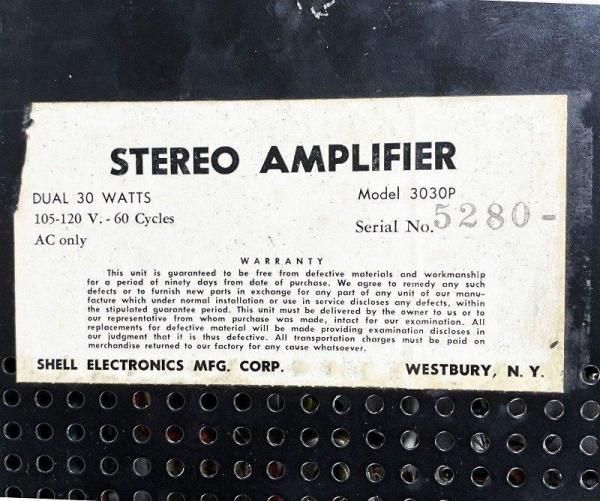 STEREO AMPLIFIER
DUAL 30 WATTS
Model 3030P
105-120 V. - 60 Cycles
Serial No. 5280-
AC only
WARRANTY
This unit is guaranteed to be free from defective materials and workmanship
for a period of ninety days from date of purchase. We agree to remedy any such
defects or to furnish new parts in exchange for any part of any unit of our manu-
facture which under normal installation or use in service discloses any defects, within
the stipulated guarantee period. This unit must be delivered by the owner to us or to
our representative from whom purchase was made, intact for our examination. All
replacements for defective material will be made providing examination discloses in
our judgment that it is thus defective. All transportation charges must be paid on
merchandise returned to our factory for any cause whatsoever.
SHELL ELECTRONICS MFG. CORP. WESTBURY, N. Y.